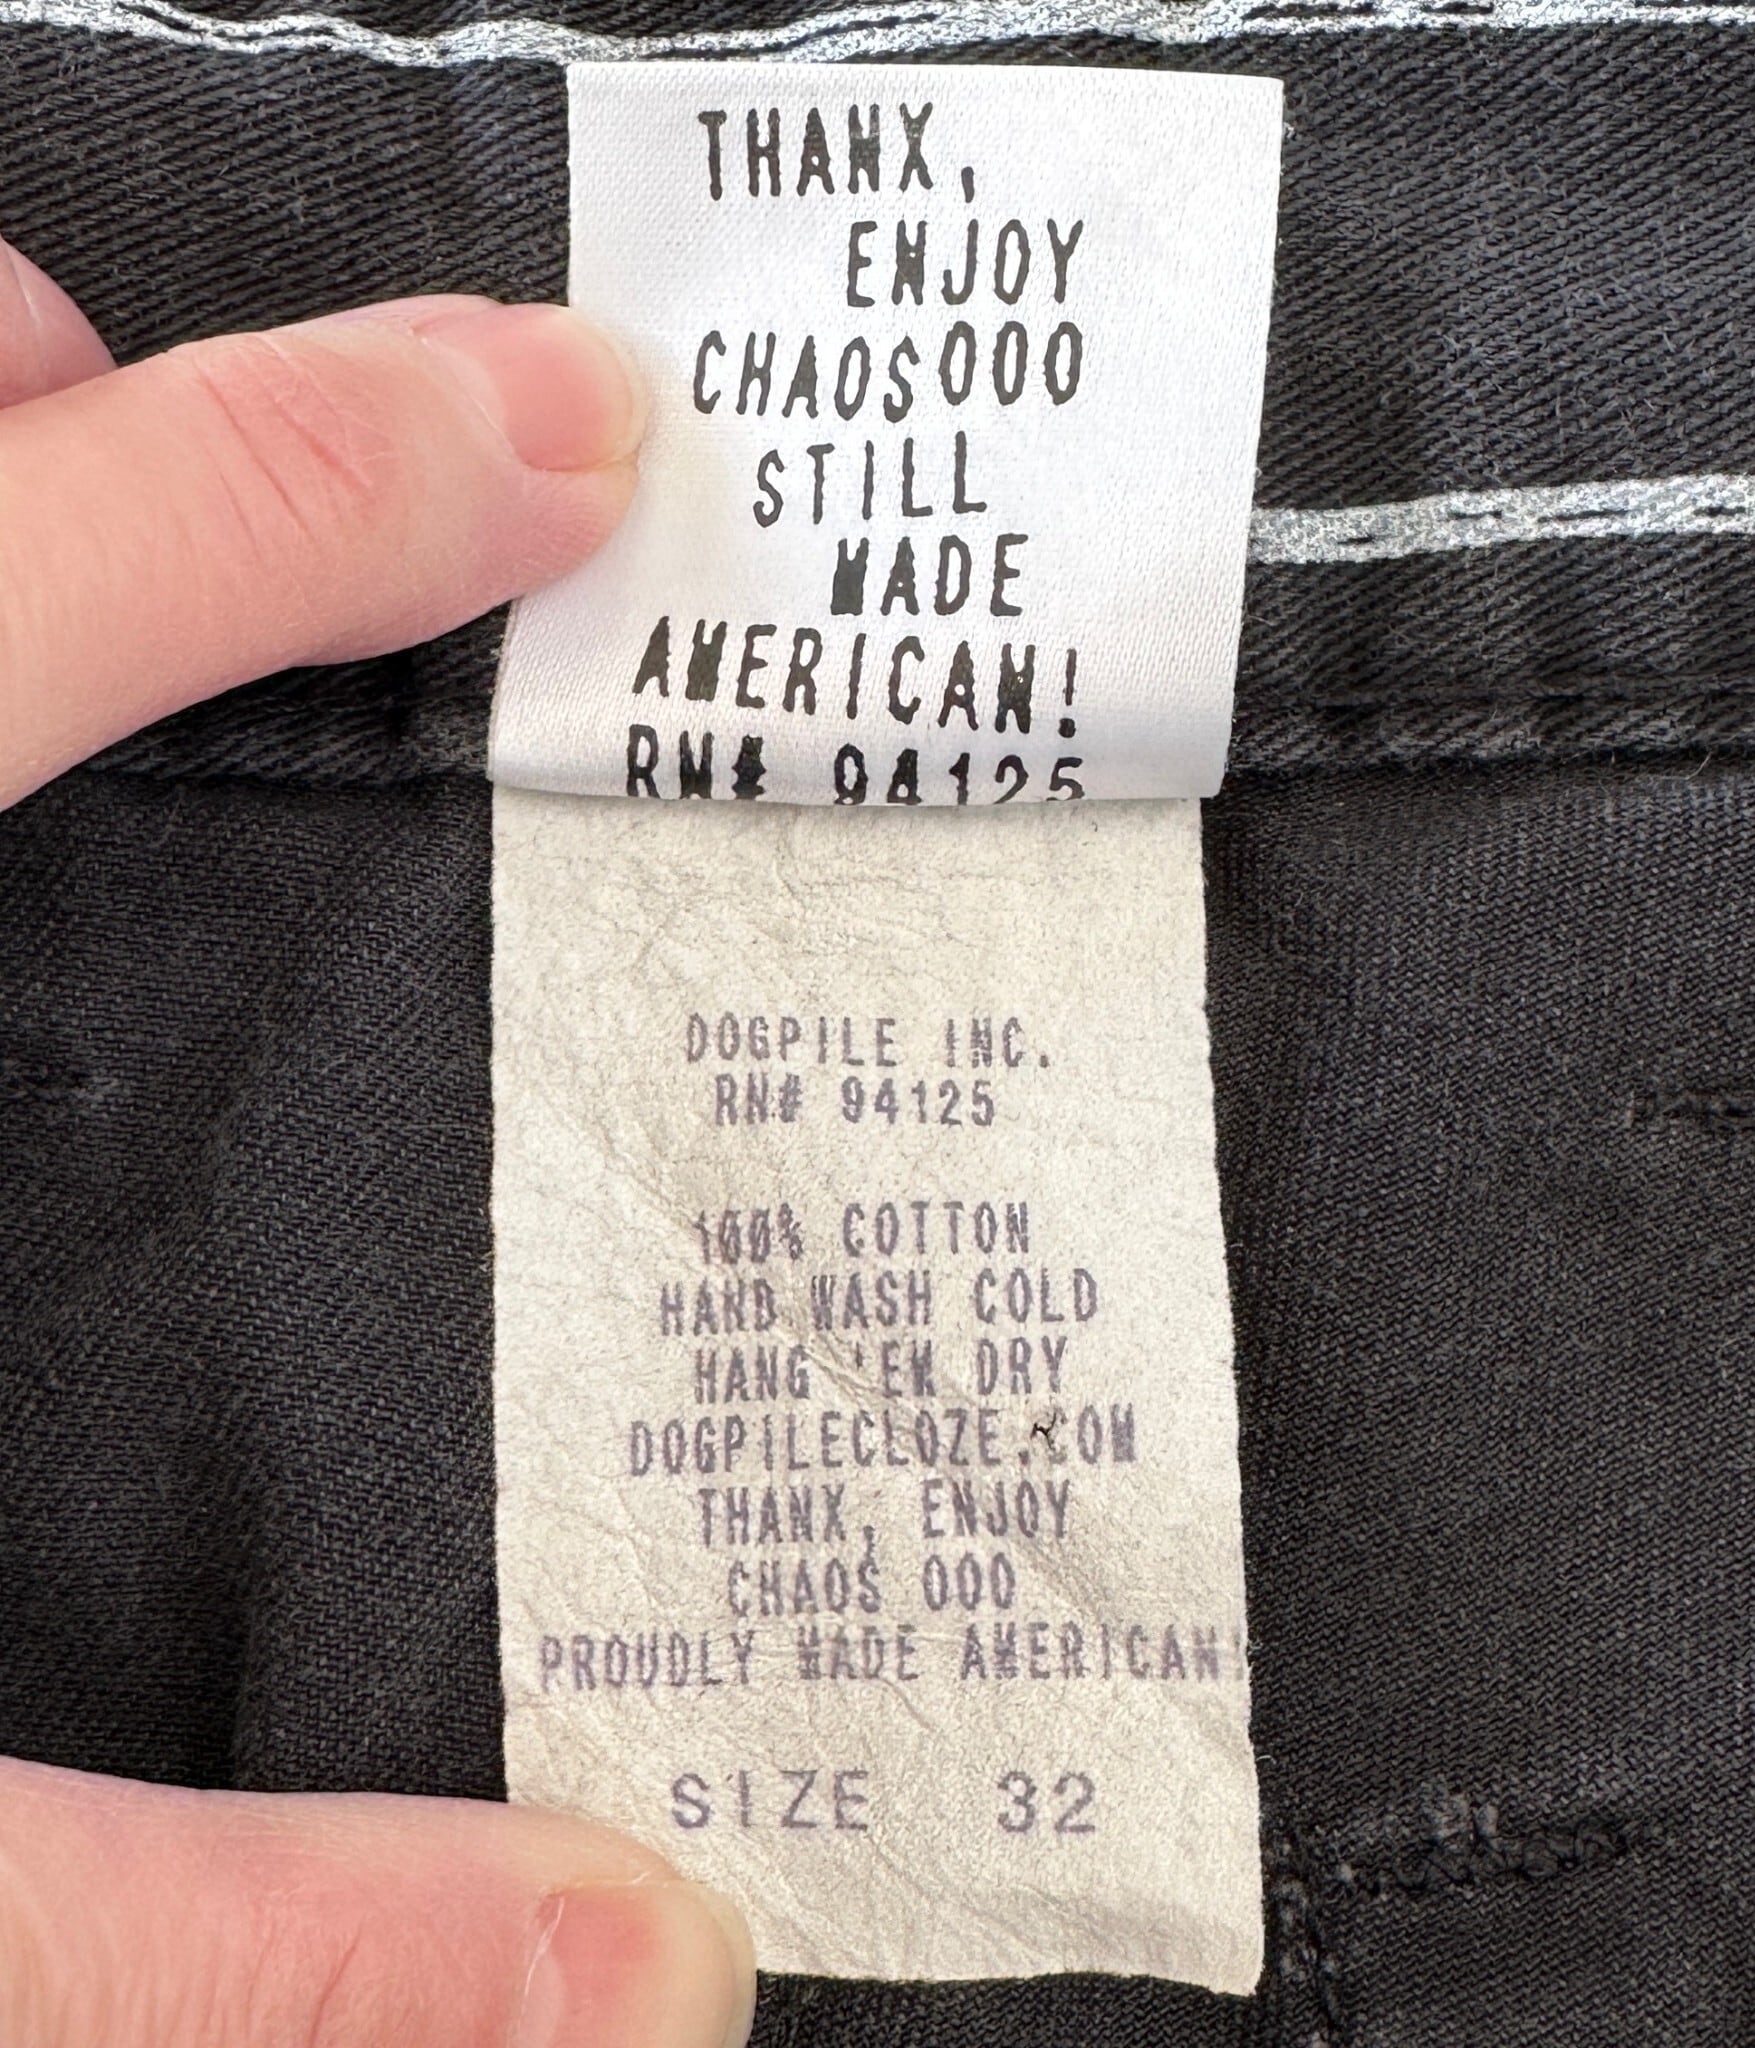 THANX,
ENJOY
CHAOS000
STILL
MADE
AMERICAN!
RN# 94125
DOGPILE INC.
RN# 94125
100% COTTON
HAND WASH COLD
HANG 'EM DRY
DOGPILECLOZE.COM
THANX, ENJOY
CHAOS 000
PROUDLY MADE AMERICAN!
SIZE 32